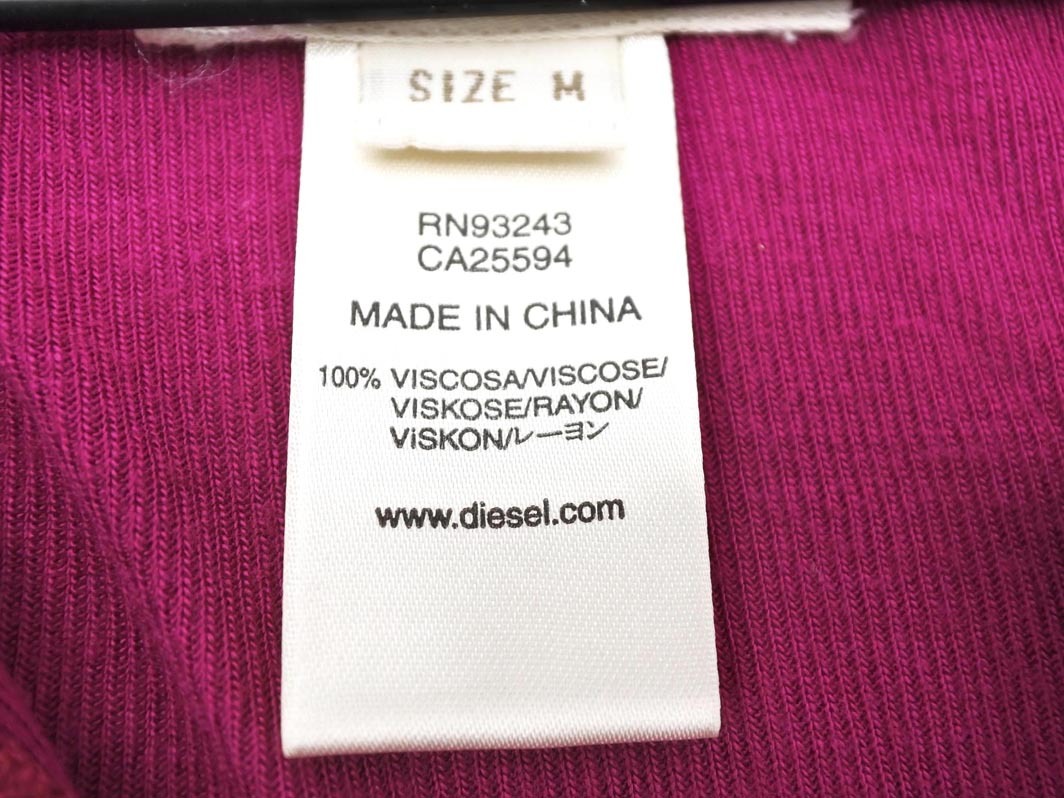 SIZE M
RN93243
CA25594
MADE IN CHINA
100% VISCOSA/VISCOSE/
VISKOSE/RAYON/
ViSKON/レーヨン
www.diesel.com